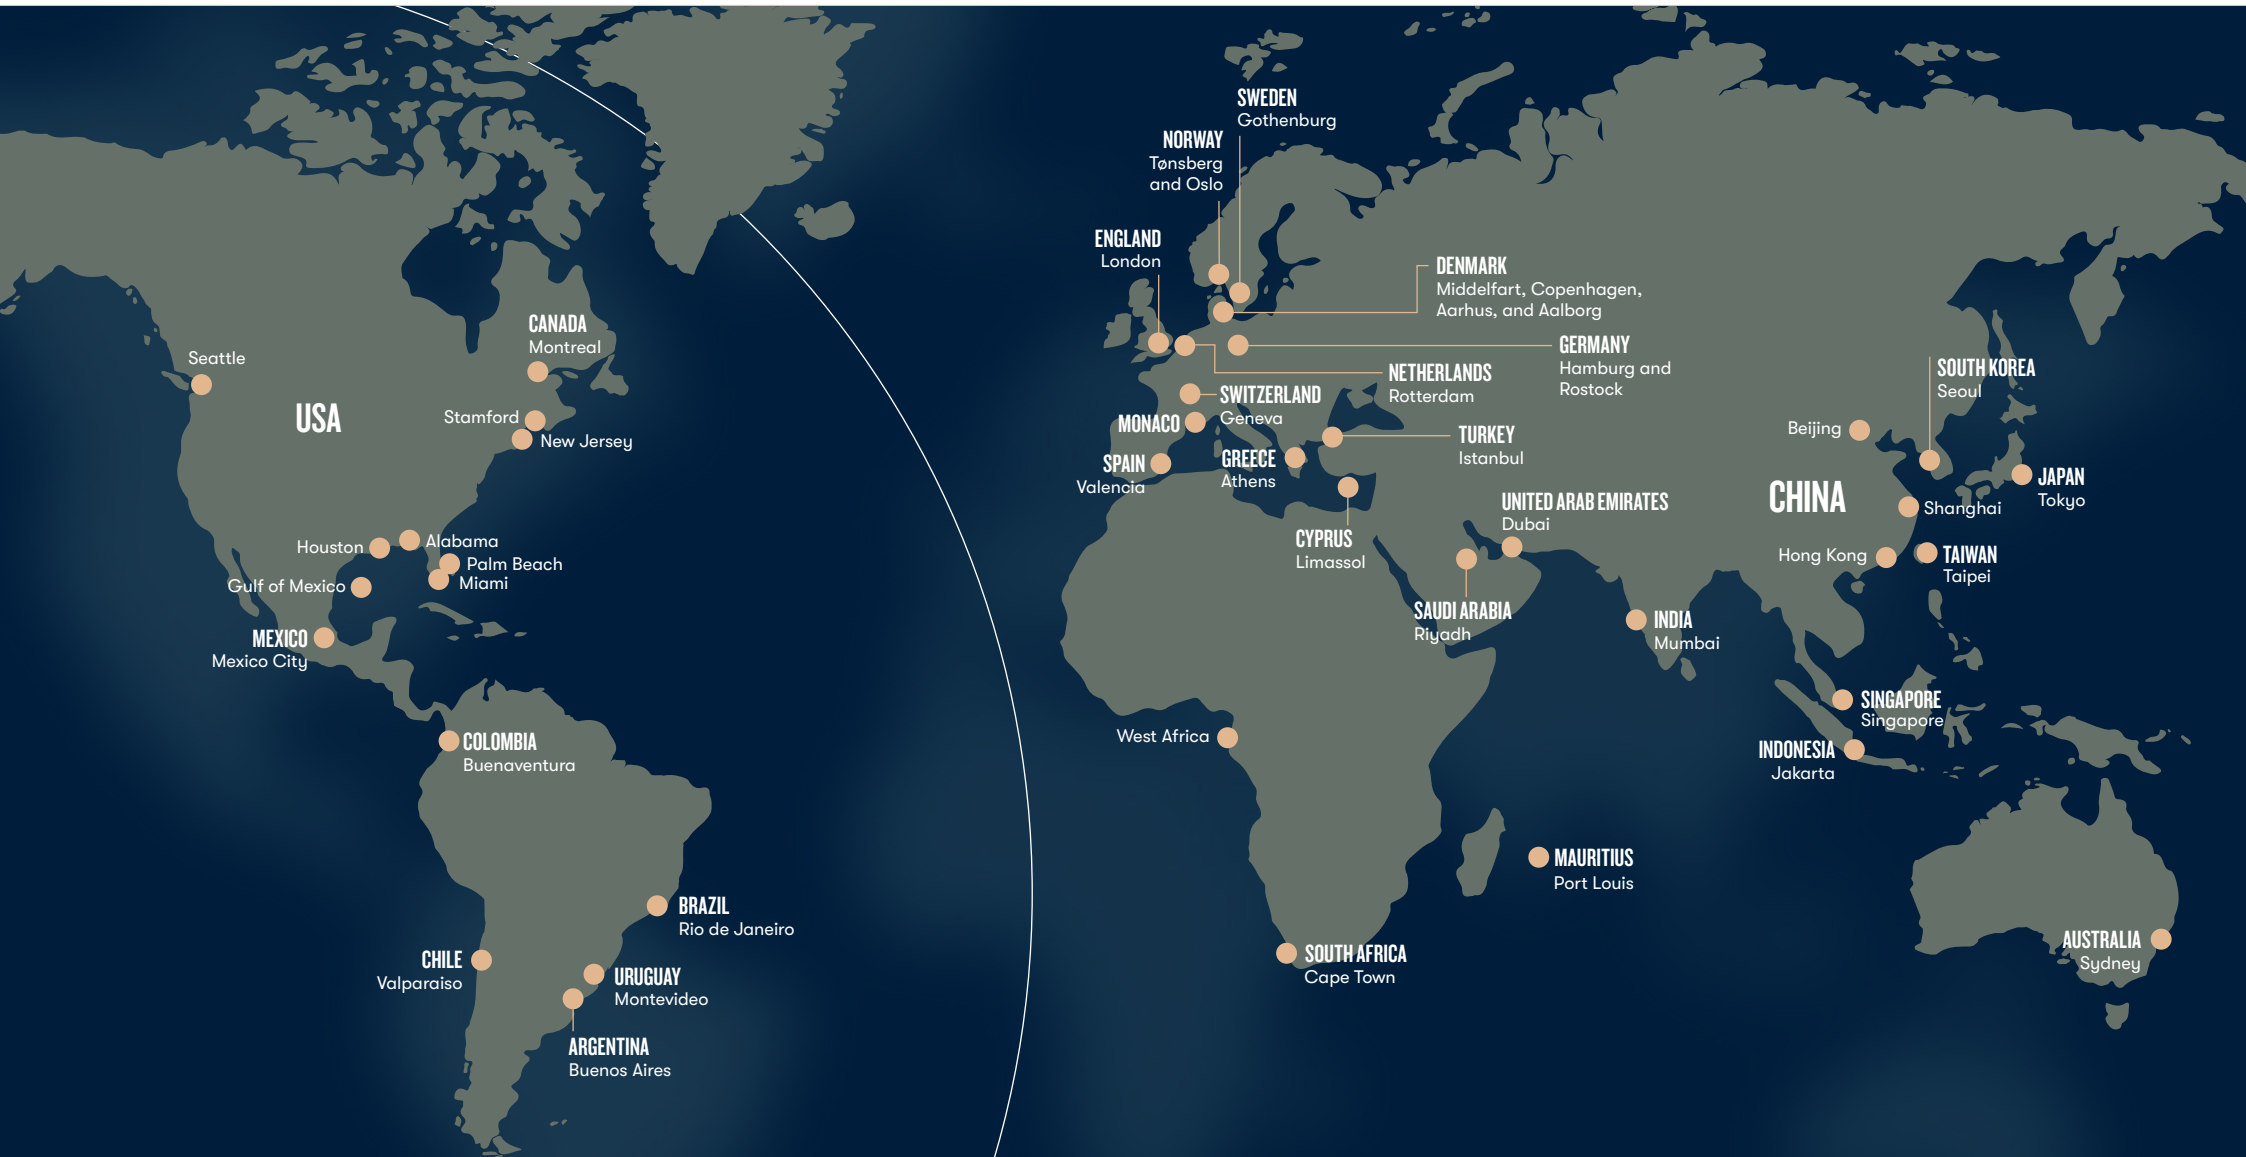 SWEDEN
Gothenburg
NORWAY
Tønsberg
and Oslo
ENGLAND
London
DENMARK
Middelfart, Copenhagen,
Aarhus, and Aalborg
CANADA
Montreal
GERMANY
Hamburg and
Rostock
Seattle
NETHERLANDS
Rotterdam
SOUTH KOREA
Seoul
SWITZERLAND
Geneva
USA
Stamford
New Jersey
MONACO
TURKEY
Istanbul
Beijing
SPAIN
Valencia
GREECE
Athens
JAPAN
Tokyo
CHINA
UNITED ARAB EMIRATES
Dubai
Shanghai
CYPRUS
Limassol
Houston
Alabama
Palm Beach
Miami
Gulf of Mexico
Hong Kong
TAIWAN
Taipei
SAUDI ARABIA
Riyadh
INDIA
Mumbai
MEXICO
Mexico City
SINGAPORE
Singapore
COLOMBIA
Buenaventura
West Africa
INDONESIA
Jakarta
MAURITIUS
Port Louis
BRAZIL
Rio de Janeiro
CHILE
Valparaiso
SOUTH AFRICA
Cape Town
AUSTRALIA
Sydney
URUGUAY
Montevideo
ARGENTINA
Buenos Aires